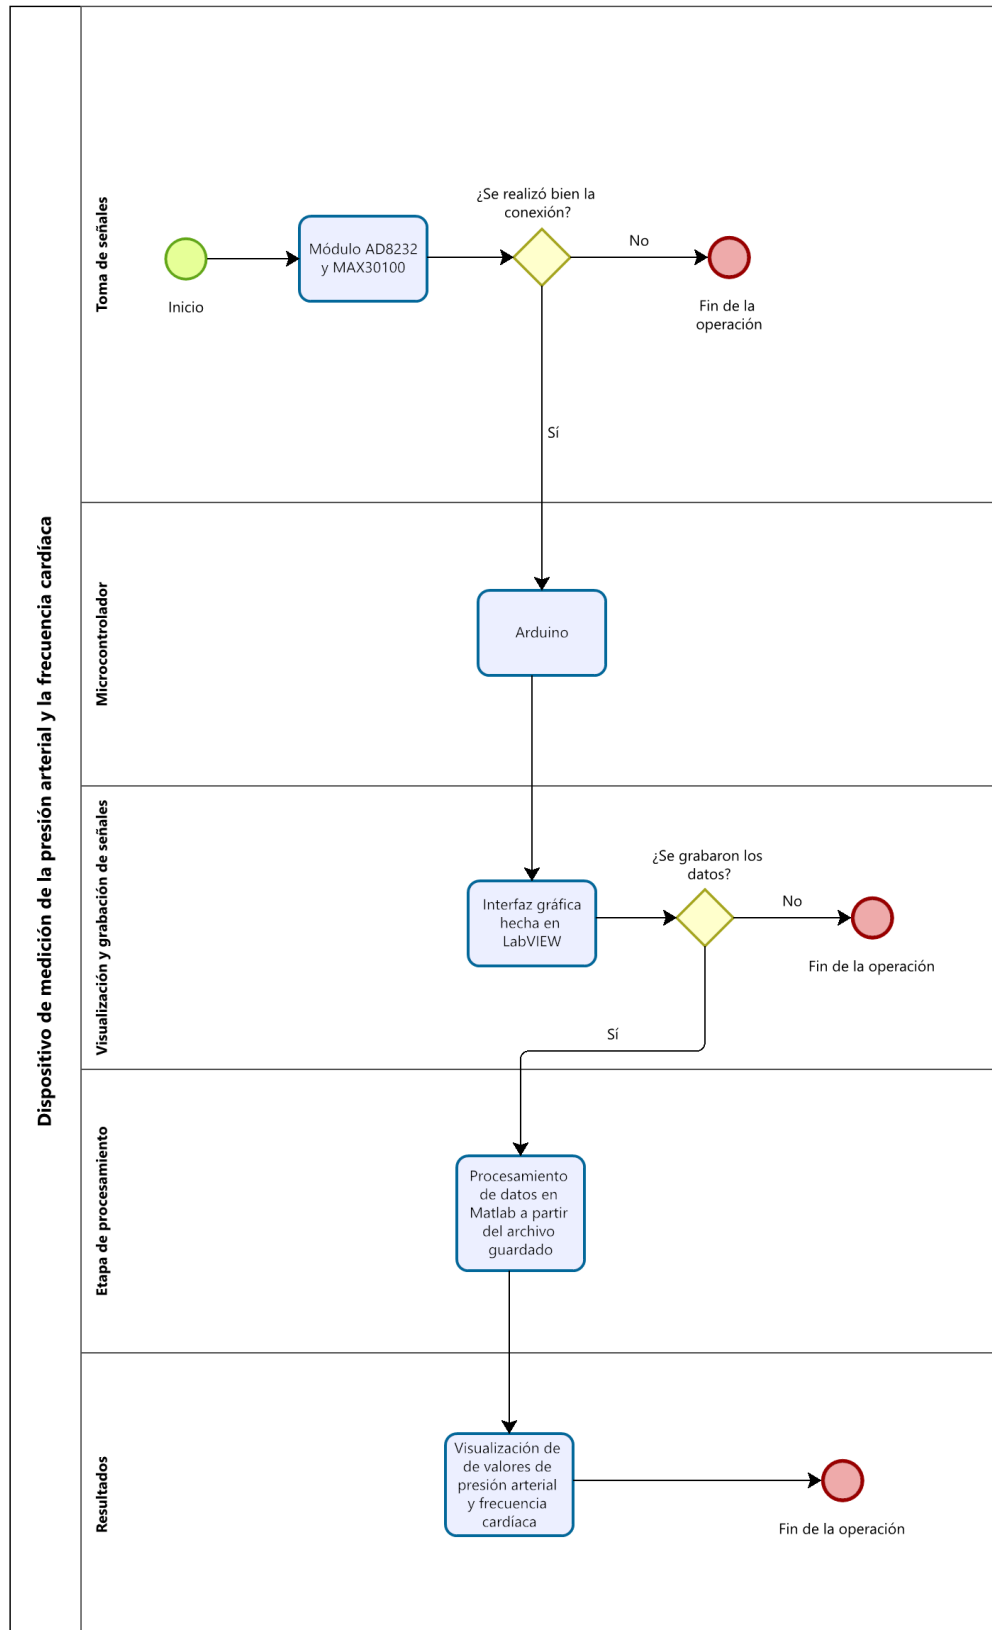 Dispositivo de medición de la presión arterial y la frecuencia cardíaca
Toma de señales
Inicio
Módulo AD8232
y MAX30100
¿Se realizó bien la
conexión?
No
Fin de la
operación
Sí
Microcontrolador
Arduino
Visualización y grabación de señales
Interfaz gráfica
hecha en
LabVIEW
¿Se grabaron los
datos?
No
Fin de la operación
Sí
Etapa de procesamiento
Procesamiento
de datos en
Matlab a partir
del archivo
guardado
Resultados
Visualización de
de valores de
presión arterial
y frecuencia
cardíaca
Fin de la operación